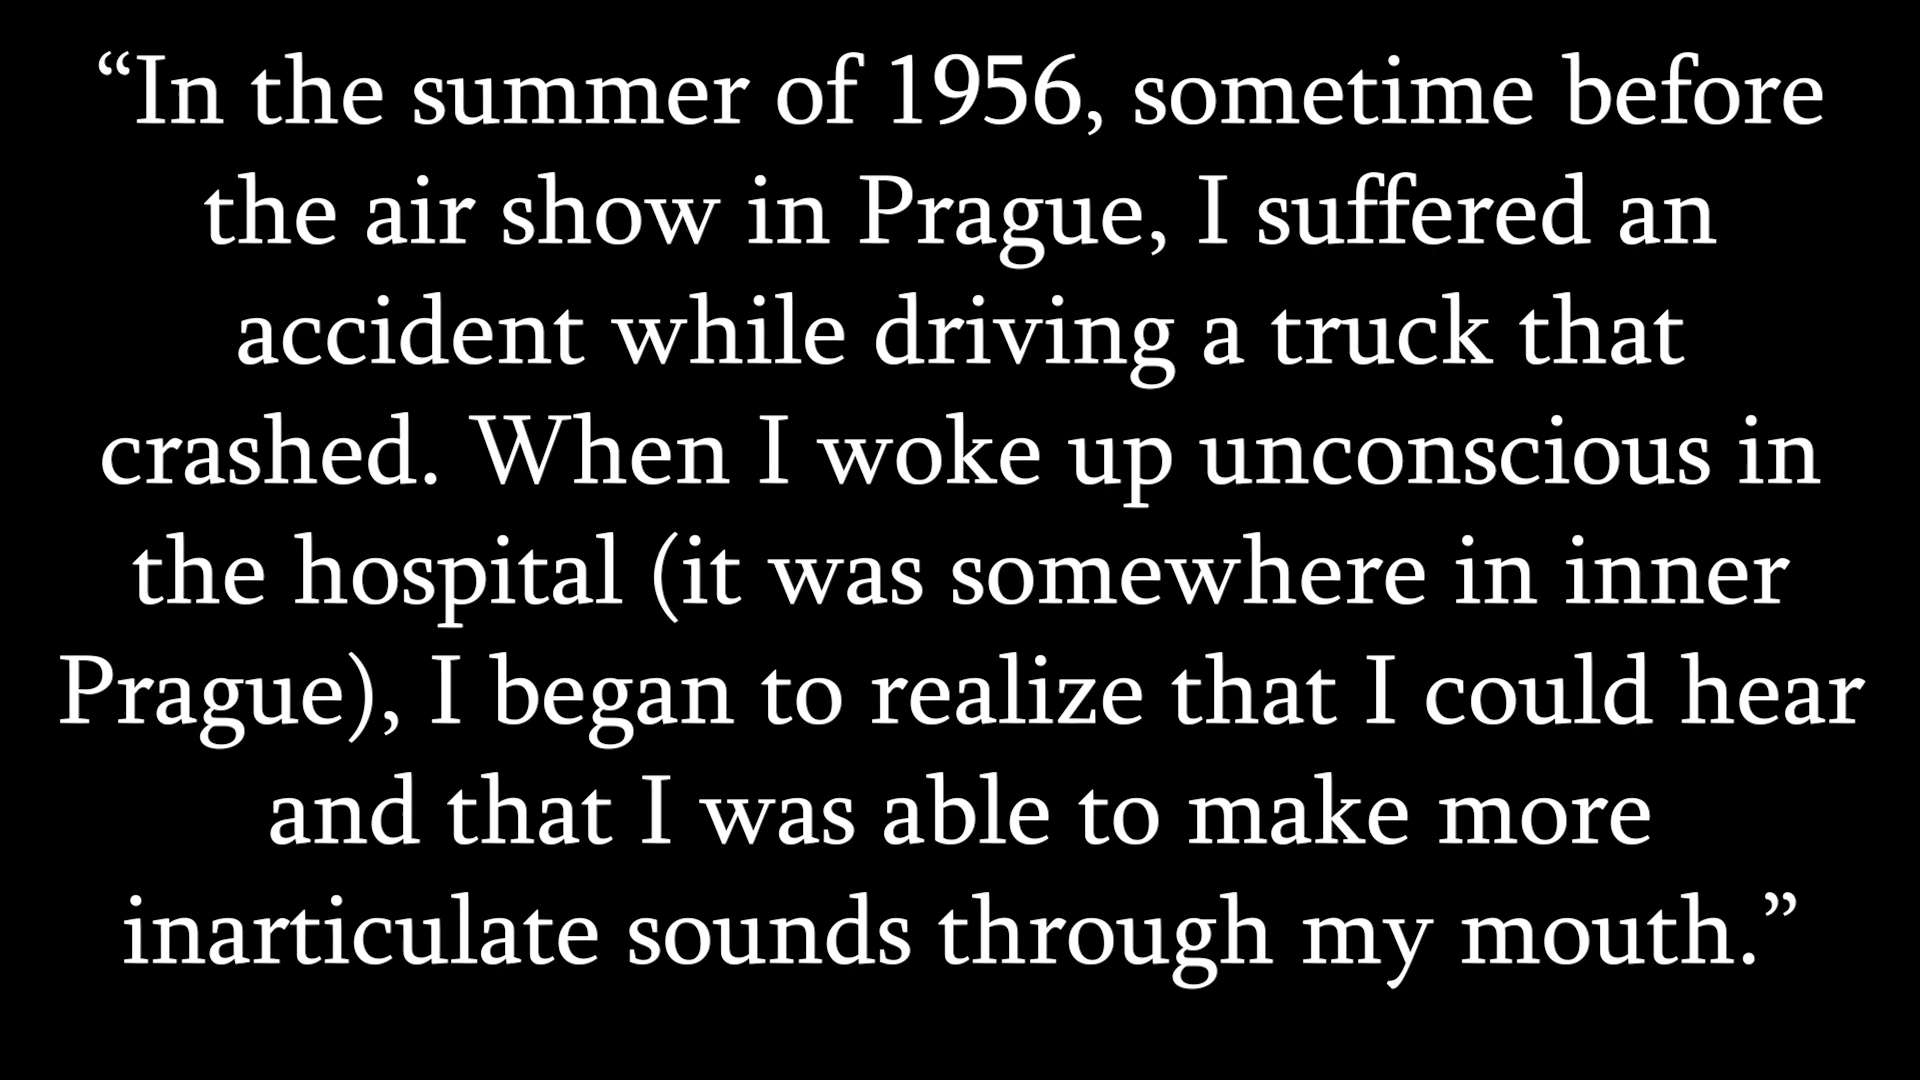 “In the summer of 1956, sometime before
the air show in Prague, I suffered an
accident while driving a truck that
crashed. When I woke up unconscious in
the hospital (it was somewhere in inner
Prague), I began to realize that I could hear
and that I was able to make more
inarticulate sounds through my mouth.”